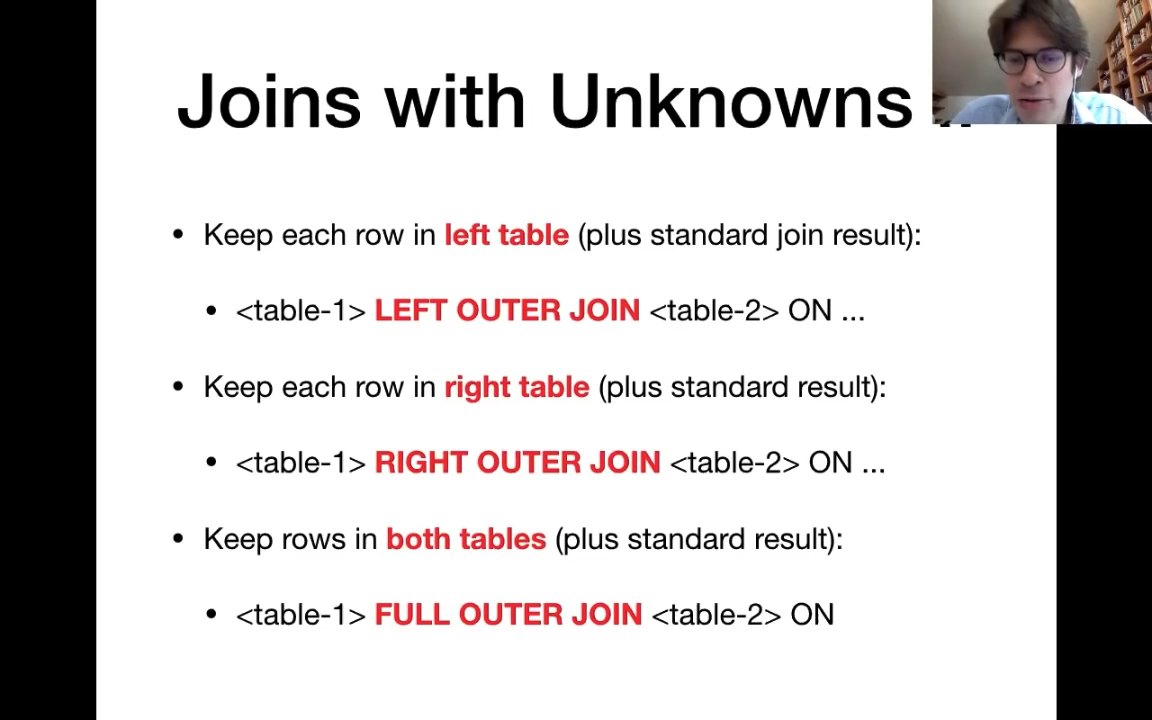 Joins with Unknowns
• Keep each row in left table (plus standard join result):
• <table-1> LEFT OUTER JOIN <table-2> ON ...
• Keep each row in right table (plus standard result):
• <table-1> RIGHT OUTER JOIN <table-2> ON ...
• Keep rows in both tables (plus standard result):
• <table-1> FULL OUTER JOIN <table-2> ON